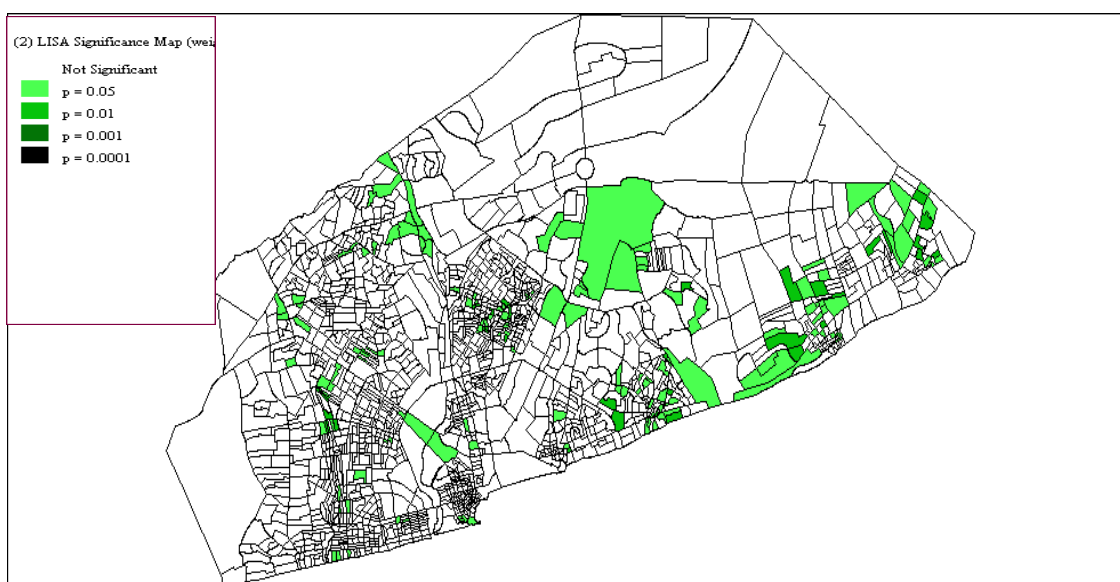 (2) LISA Significance Map (wei
Not Significant
p = 0.05
p = 0.01
p = 0.001
p = 0.0001